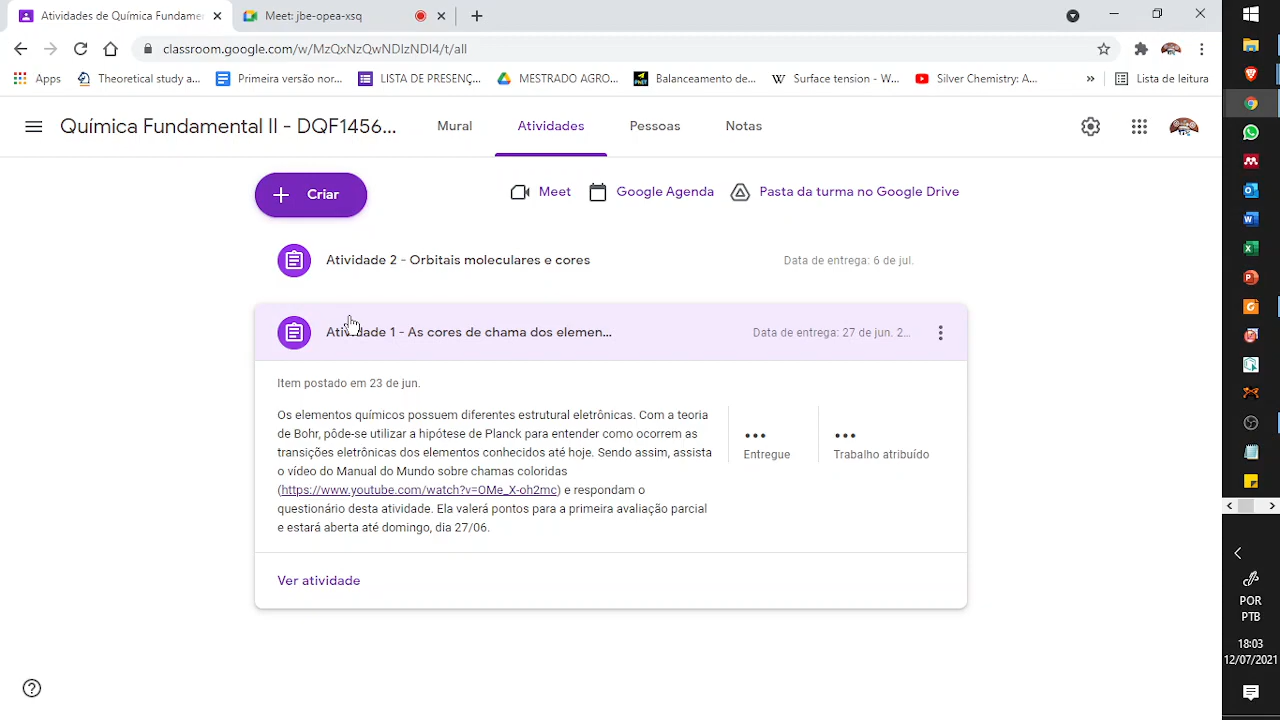 Atividades de Química Fundamen
Meet: jbe-opea-xsq
classroom.google.com/w/MzQxNzQwNDIzNDI4/t/all
Apps
Theoretical study a...
Primeira versão nor...
LISTA DE PRESENÇ...
MESTRADO AGRO...
Balanceamento de...
Surface tension - W...
Silver Chemistry: A...
»
Lista de leitura
Química Fundamental II - DQF1456...
Mural
Atividades
Pessoas
Notas
Criar
Meet
Google Agenda
Pasta da turma no Google Drive
Atividade 2 - Orbitais moleculares e cores
Data de entrega: 6 de jul.
Atividade 1 - As cores de chama dos elemen...
Data de entrega: 27 de jun. 2...
Item postado em 23 de jun.
Os elementos químicos possuem diferentes estrutural eletrônicas. Com a teoria
de Bohr, pôde-se utilizar a hipótese de Planck para entender como ocorrem as
transições eletrônicas dos elementos conhecidos até hoje. Sendo assim, assista
o vídeo do Manual do Mundo sobre chamas coloridas
(https://www.youtube.com/watch?v=OMe_X-oh2mc) e respondam o
questionário desta atividade. Ela valerá pontos para a primeira avaliação parcial
e estará aberta até domingo, dia 27/06.
Entregue
Trabalho atribuído
Ver atividade
POR
PTB
18:03
12/07/2021